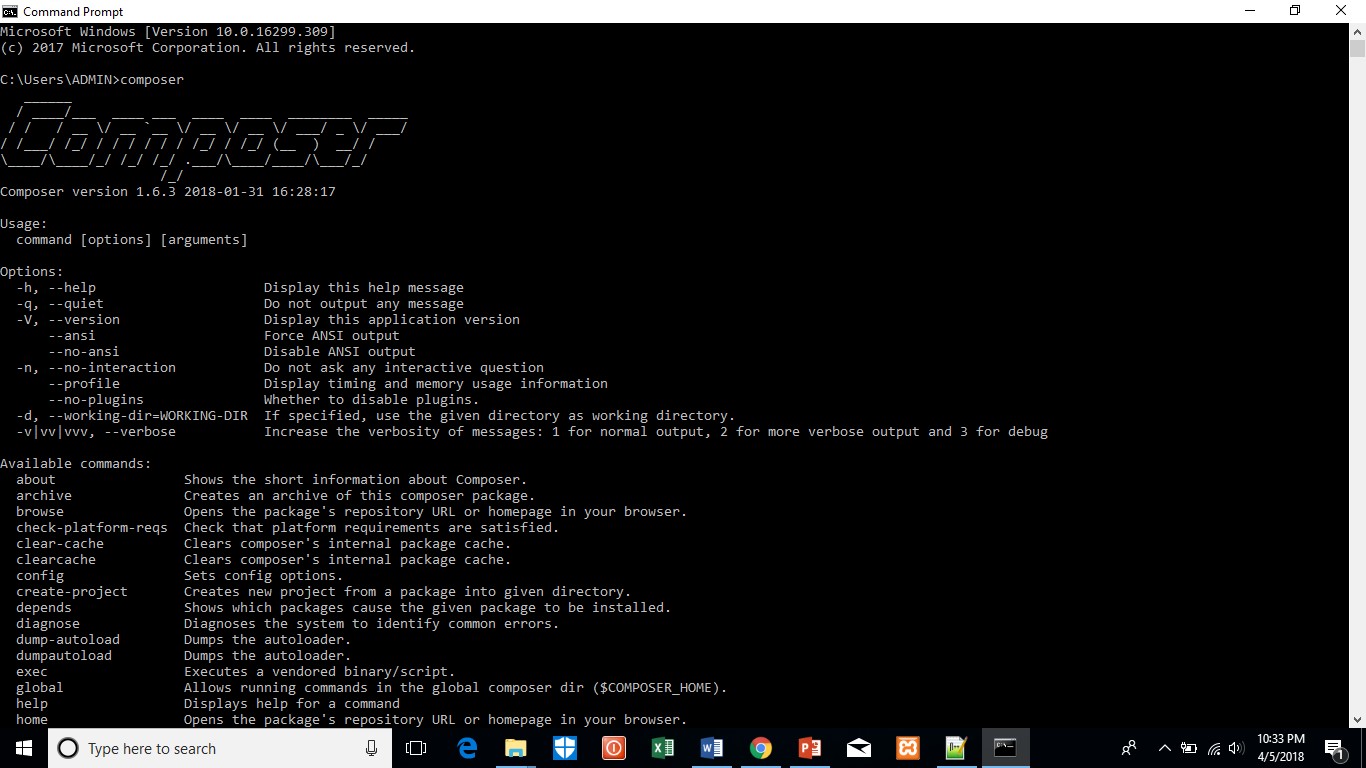 Command Prompt
Microsoft Windows [Version 10.0.16299.309]
(c) 2017 Microsoft Corporation. All rights reserved.
C:\Users\ADMIN>composer
Composer
Composer version 1.6.3 2018-01-31 16:28:17
Usage:
  command [options] [arguments]
Options:
  -h, --help                     Display this help message
  -q, --quiet                    Do not output any message
  -V, --version                  Display this application version
      --ansi                     Force ANSI output
      --no-ansi                  Disable ANSI output
  -n, --no-interaction           Do not ask any interactive question
      --profile                  Display timing and memory usage information
      --no-plugins               Whether to disable plugins.
  -d, --working-dir=WORKING-DIR  If specified, use the given directory as working directory.
  -v|vv|vvv, --verbose           Increase the verbosity of messages: 1 for normal output, 2 for more verbose output and 3 for debug
Available commands:
  about                Shows the short information about Composer.
  archive              Creates an archive of this composer package.
  browse               Opens the package's repository URL or homepage in your browser.
  check-platform-reqs  Check that platform requirements are satisfied.
  clear-cache          Clears composer's internal package cache.
  clearcache           Clears composer's internal package cache.
  config               Sets config options.
  create-project       Creates new project from a package into given directory.
  depends              Shows which packages cause the given package to be installed.
  diagnose             Diagnoses the system to identify common errors.
  dump-autoload        Dumps the autoloader.
  dumpautoload         Dumps the autoloader.
  exec                 Executes a vendored binary/script.
  global               Allows running commands in the global composer dir ($COMPOSER_HOME).
  help                 Displays help for a command
  home                 Opens the package's repository URL or homepage in your browser.
Type here to search
10:33 PM
4/5/2018
1